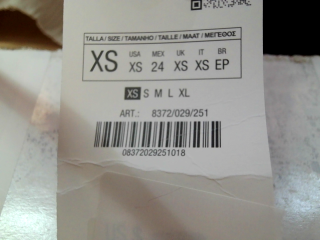 TALLA / SIZE / TAMANHO / TAILLE / MAAT / ΜΕΓΕΘΟΣ
XS
USA MEX UK IT BR
XS 24 XS XS EP
XS S M L XL
ART.: 8372/029/251
08372029251018